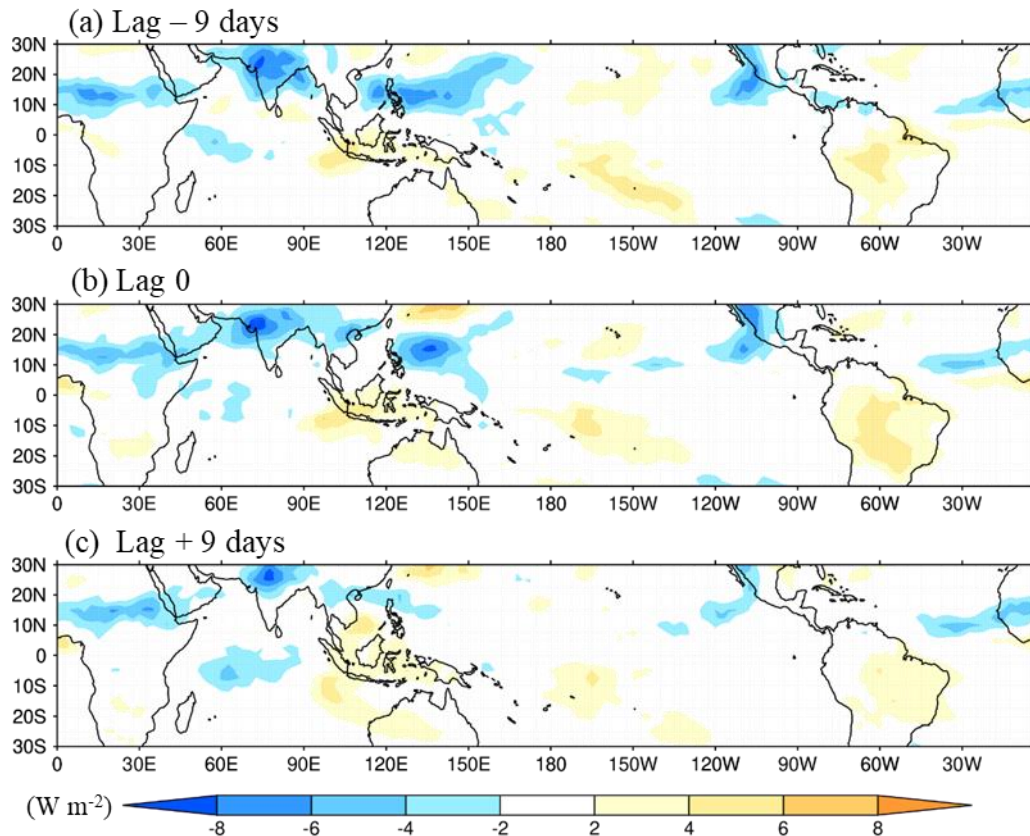 (a) Lag – 9 days
30N
20N
10N
0
10S
20S
30S
0 30E 60E 90E 120E 150E 180 150W 120W 90W 60W 30W
(b) Lag 0
30N
20N
10N
0
10S
20S
30S
0 30E 60E 90E 120E 150E 180 150W 120W 90W 60W 30W
(c) Lag + 9 days
30N
20N
10N
0
10S
20S
30S
0 30E 60E 90E 120E 150E 180 150W 120W 90W 60W 30W
(W m-2)
-8 -6 -4 -2 2 4 6 8